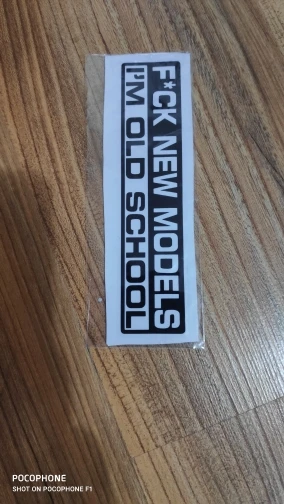 F*CK NEW MODELS
I'M OLD SCHOOL
POCOPHONE
SHOT ON POCOPHONE F1